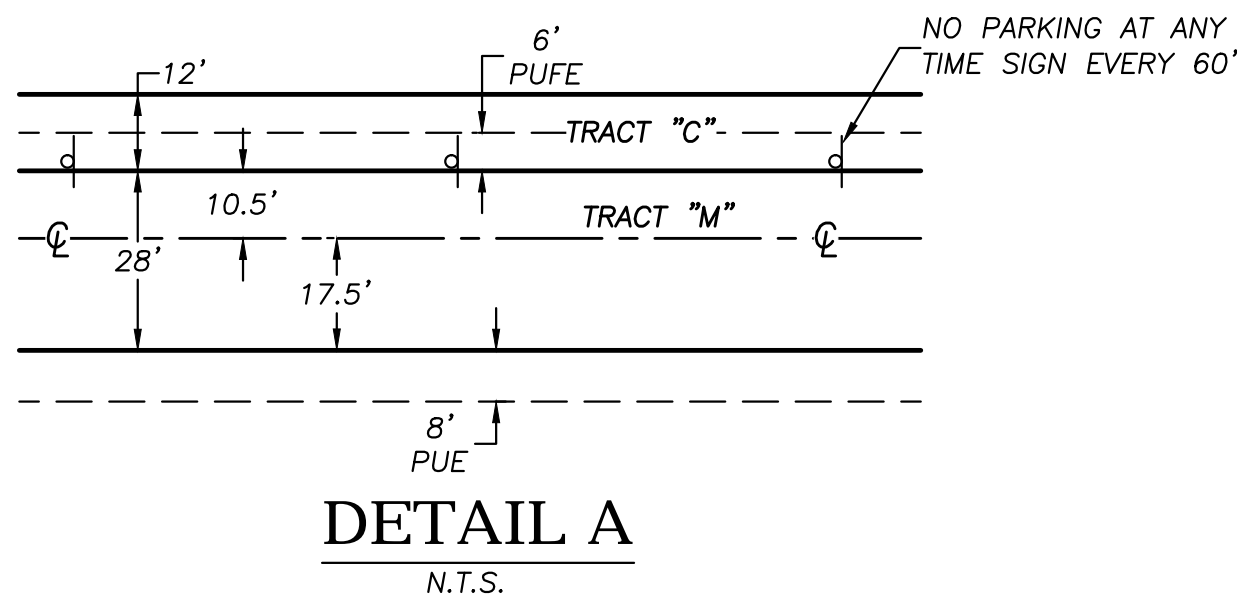 NO PARKING AT ANY
TIME SIGN EVERY 60'
6'
PUFE
12'
TRACT "C"
10.5'
TRACT "M"
℄
℄
28'
17.5'
8'
PUE
DETAIL A
N.T.S.